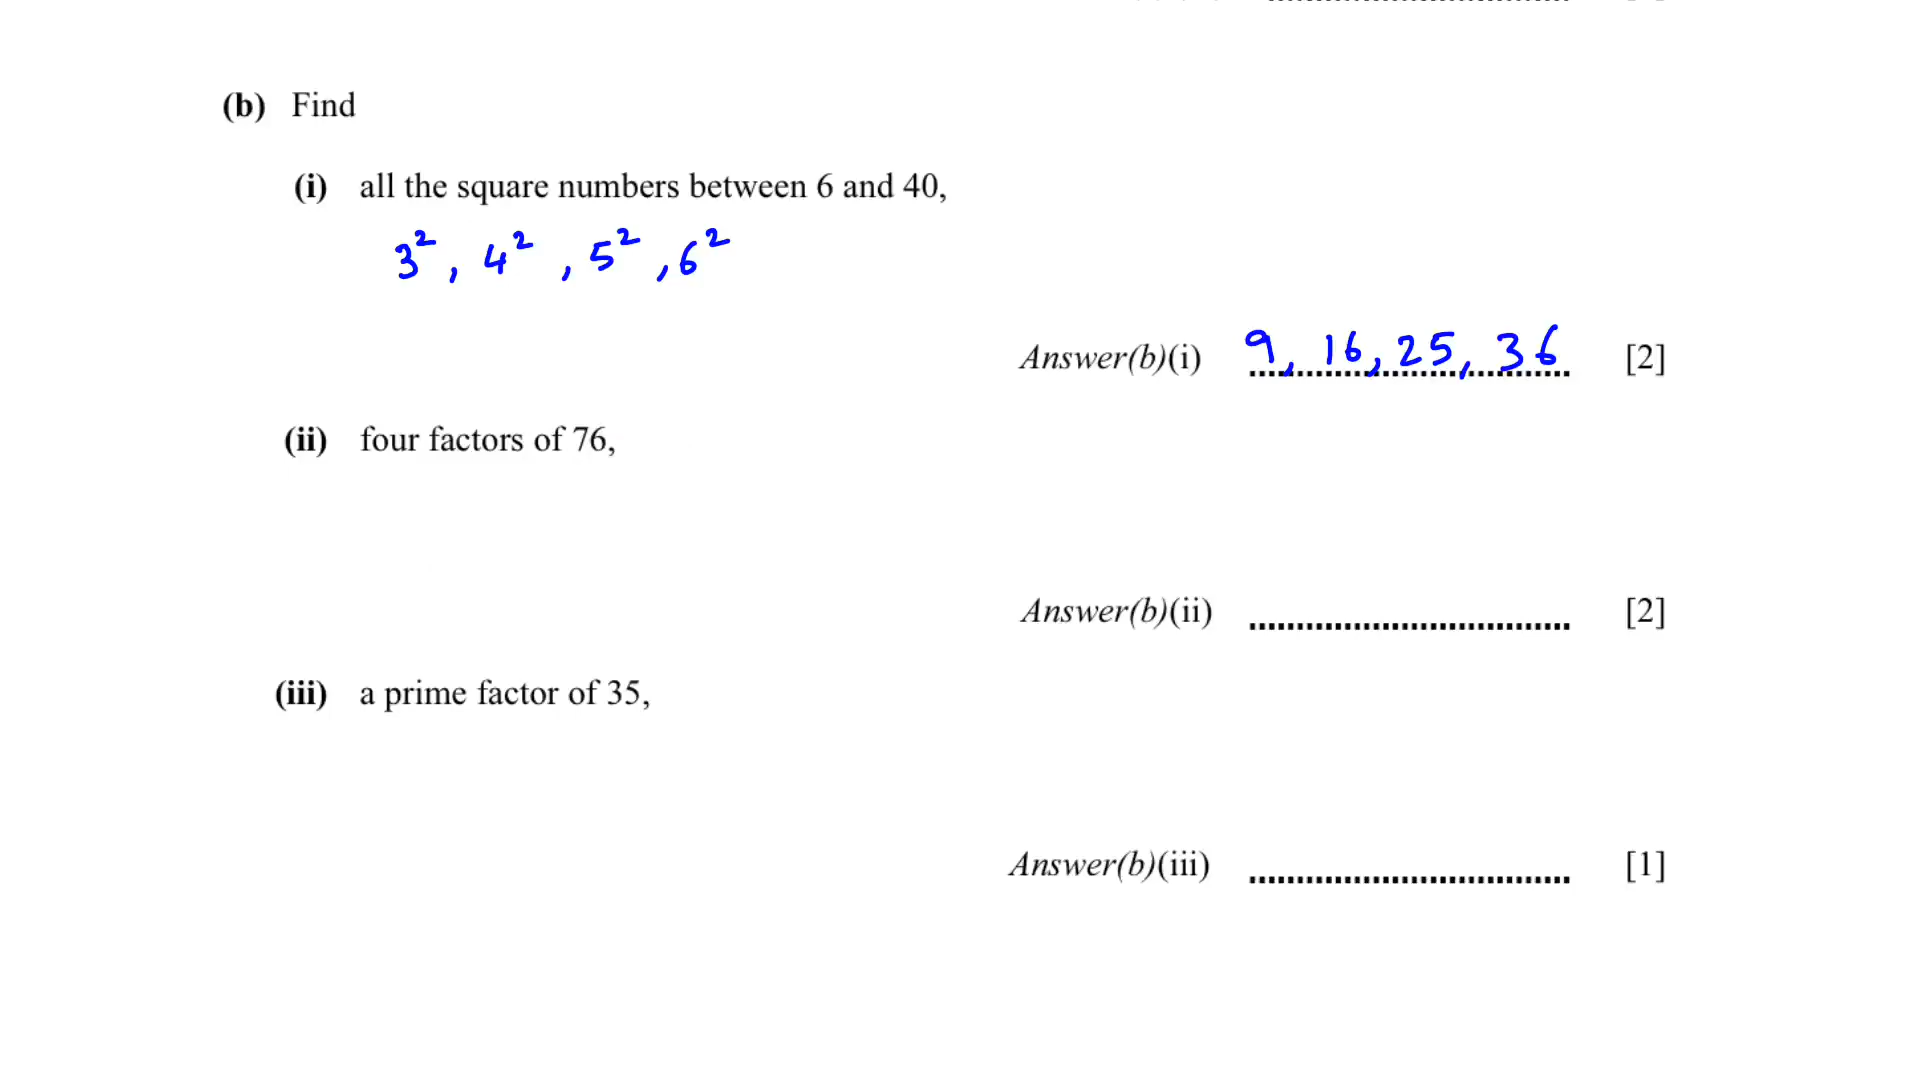 (b) Find
(i) all the square numbers between 6 and 40,
3², 4², 5², 6²
Answer(b)(i) 9, 16, 25, 36 [2]
(ii) four factors of 76,
Answer(b)(ii) ................................ [2]
(iii) a prime factor of 35,
Answer(b)(iii) ................................ [1]